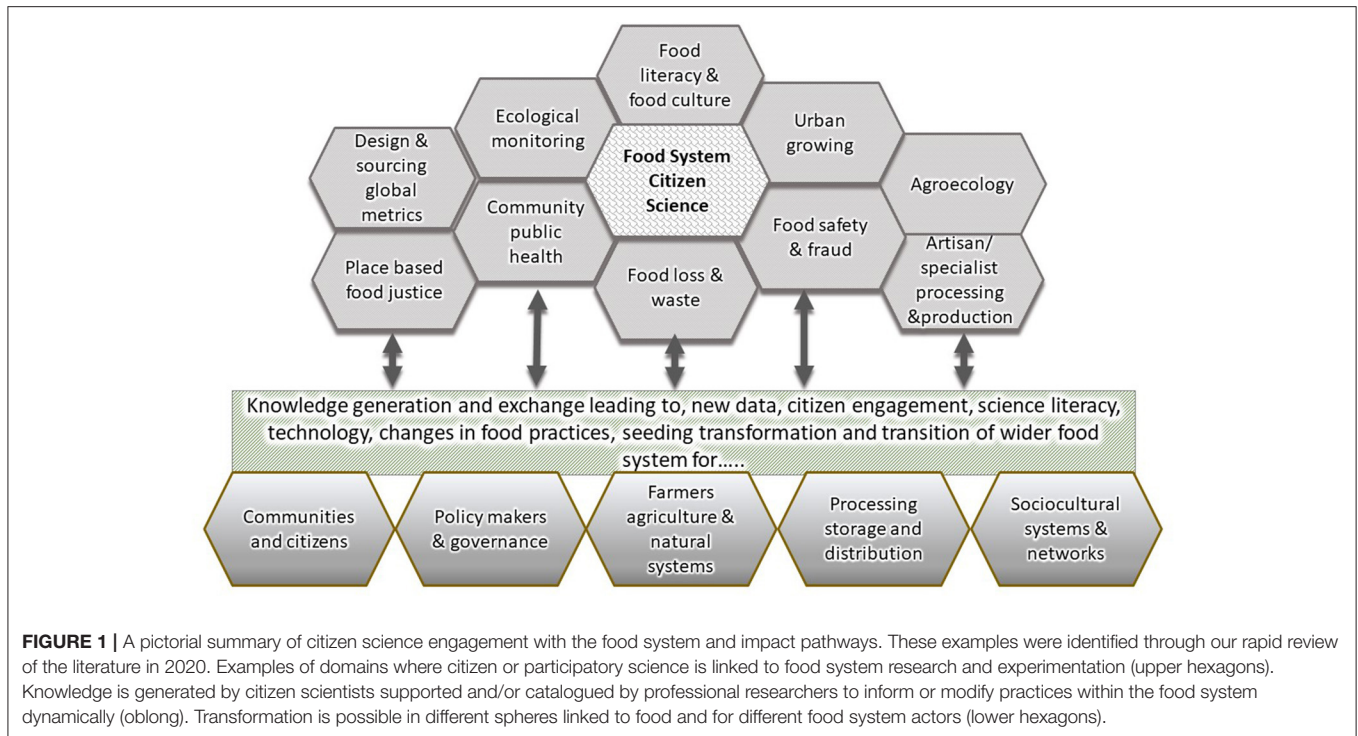 Food
literacy &
food culture
Ecological
monitoring
Urban
growing
Design &
sourcing
global
metrics
Food System
Citizen
Science
Agroecology
Community
public
health
Food safety
& fraud
Place based
food justice
Food loss &
waste
Artisan/
specialist
processing
&production
Knowledge generation and exchange leading to, new data, citizen engagement, science literacy,
technology, changes in food practices, seeding transformation and transition of wider food
system for.....
Communities
and citizens
Policy makers
& governance
Farmers
agriculture &
natural
systems
Processing
storage and
distribution
Sociocultural
systems &
networks
FIGURE 1 | A pictorial summary of citizen science engagement with the food system and impact pathways. These examples were identified through our rapid review
of the literature in 2020. Examples of domains where citizen or participatory science is linked to food system research and experimentation (upper hexagons).
Knowledge is generated by citizen scientists supported and/or catalogued by professional researchers to inform or modify practices within the food system
dynamically (oblong). Transformation is possible in different spheres linked to food and for different food system actors (lower hexagons).